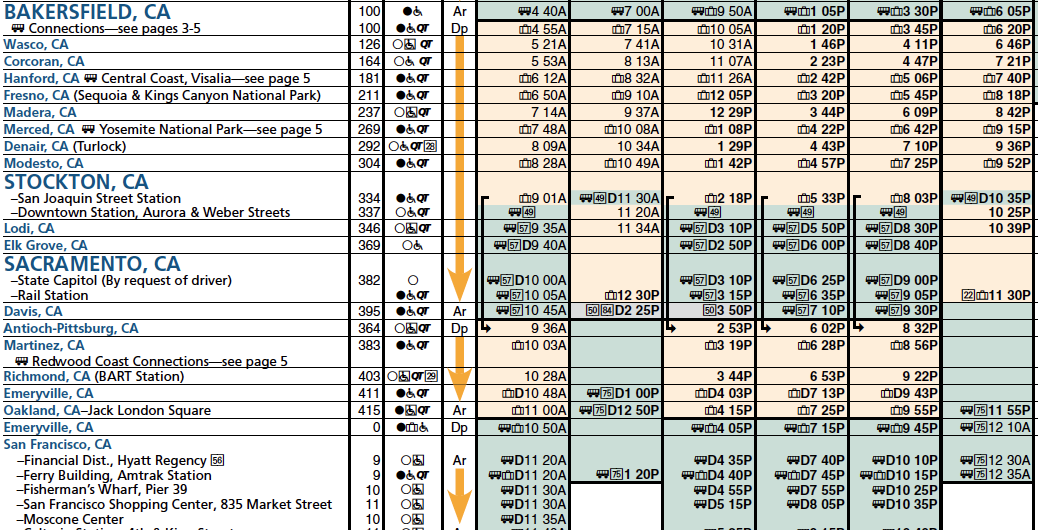 BAKERSFIELD, CA 100 Ar 4 40A 7 00A 9 50A 1 05P 3 30P 6 05P
Connections—see pages 3-5 100 QT Dp 4 55A 7 15A 10 05A 1 20P 3 45P 6 20P
Wasco, CA 126 QT 5 21A 7 41A 10 31A 1 46P 4 11P 6 46P
Corcoran, CA 164 QT 5 53A 8 13A 11 07A 2 23P 4 47P 7 21P
Hanford, CA Central Coast, Visalia—see page 5 181 QT 6 12A 8 32A 11 26A 2 42P 5 06P 7 40P
Fresno, CA (Sequoia & Kings Canyon National Park) 211 QT 6 50A 9 10A 12 05P 3 20P 5 45P 8 18P
Madera, CA 237 QT 7 14A 9 37A 12 29P 3 44P 6 09P 8 42P
Merced, CA Yosemite National Park—see page 5 269 QT 7 48A 10 08A 1 08P 4 22P 6 42P 9 15P
Denair, CA (Turlock) 292 QT 28 8 09A 10 34A 1 29P 4 43P 7 10P 9 36P
Modesto, CA 304 QT 8 28A 10 49A 1 42P 4 57P 7 25P 9 52P
STOCKTON, CA
–San Joaquin Street Station 334 QT 9 01A 49 D11 30A 2 18P 5 33P 8 03P 49 D10 35P
–Downtown Station, Aurora & Weber Streets 337 QT 49 11 20A 49 49 49 10 25P
Lodi, CA 346 QT 57 9 35A 11 34A 57 D3 10P 57 D5 50P 57 D8 30P 10 39P
Elk Grove, CA 369 57 D9 40A 57 D2 50P 57 D6 00P 57 D8 40P
SACRAMENTO, CA
–State Capitol (By request of driver) 382 57 D10 00A 57 D3 10P 57 D6 25P 57 D9 00P
–Rail Station QT 57 10 05A 12 30P 57 3 15P 57 6 35P 57 9 05P 22 11 30P
Davis, CA 395 QT Ar 57 10 45A 50 84 D2 25P 50 3 50P 57 7 10P 57 9 30P
Antioch-Pittsburg, CA 364 QT Dp 9 36A 2 53P 6 02P 8 32P
Martinez, CA 383 QT 10 03A 3 19P 6 28P 8 56P
Redwood Coast Connections—see page 5
Richmond, CA (BART Station) 403 QT 29 10 28A 3 44P 6 53P 9 22P
Emeryville, CA 411 QT D10 48A 75 D1 00P D4 03P D7 13P D9 43P
Oakland, CA–Jack London Square 415 QT Ar 11 00A 75 D12 50P 4 15P 7 25P 9 55P 75 11 55P
Emeryville, CA 0 Dp 10 50A 4 05P 7 15P 9 45P 75 12 10A
San Francisco, CA
–Financial Dist., Hyatt Regency 56 9 Ar D11 20A D4 35P D7 40P D10 10P 75 12 30A
–Ferry Building, Amtrak Station 9 QT D11 20A 75 1 20P D4 40P D7 45P D10 15P 75 12 35A
–Fisherman's Wharf, Pier 39 10 D11 30A D4 55P D7 55P D10 25P
–San Francisco Shopping Center, 835 Market Street 11 D11 30A D5 15P D8 05P D10 35P
–Moscone Center 10 D11 35A